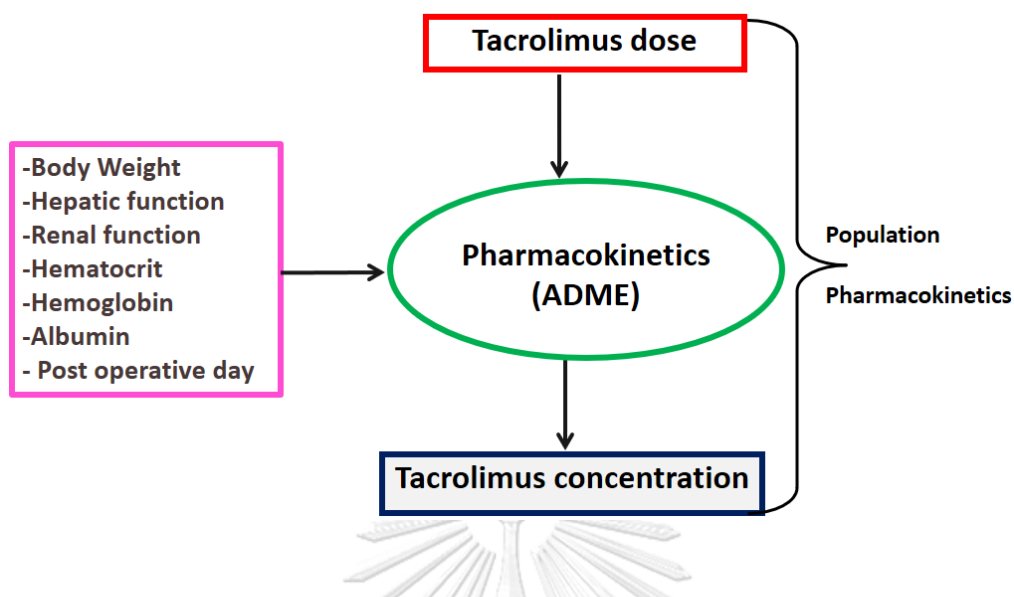 Tacrolimus dose
-Body Weight
-Hepatic function
-Renal function
-Hematocrit
-Hemoglobin
-Albumin
- Post operative day
Pharmacokinetics
(ADME)
Population
Pharmacokinetics
Tacrolimus concentration